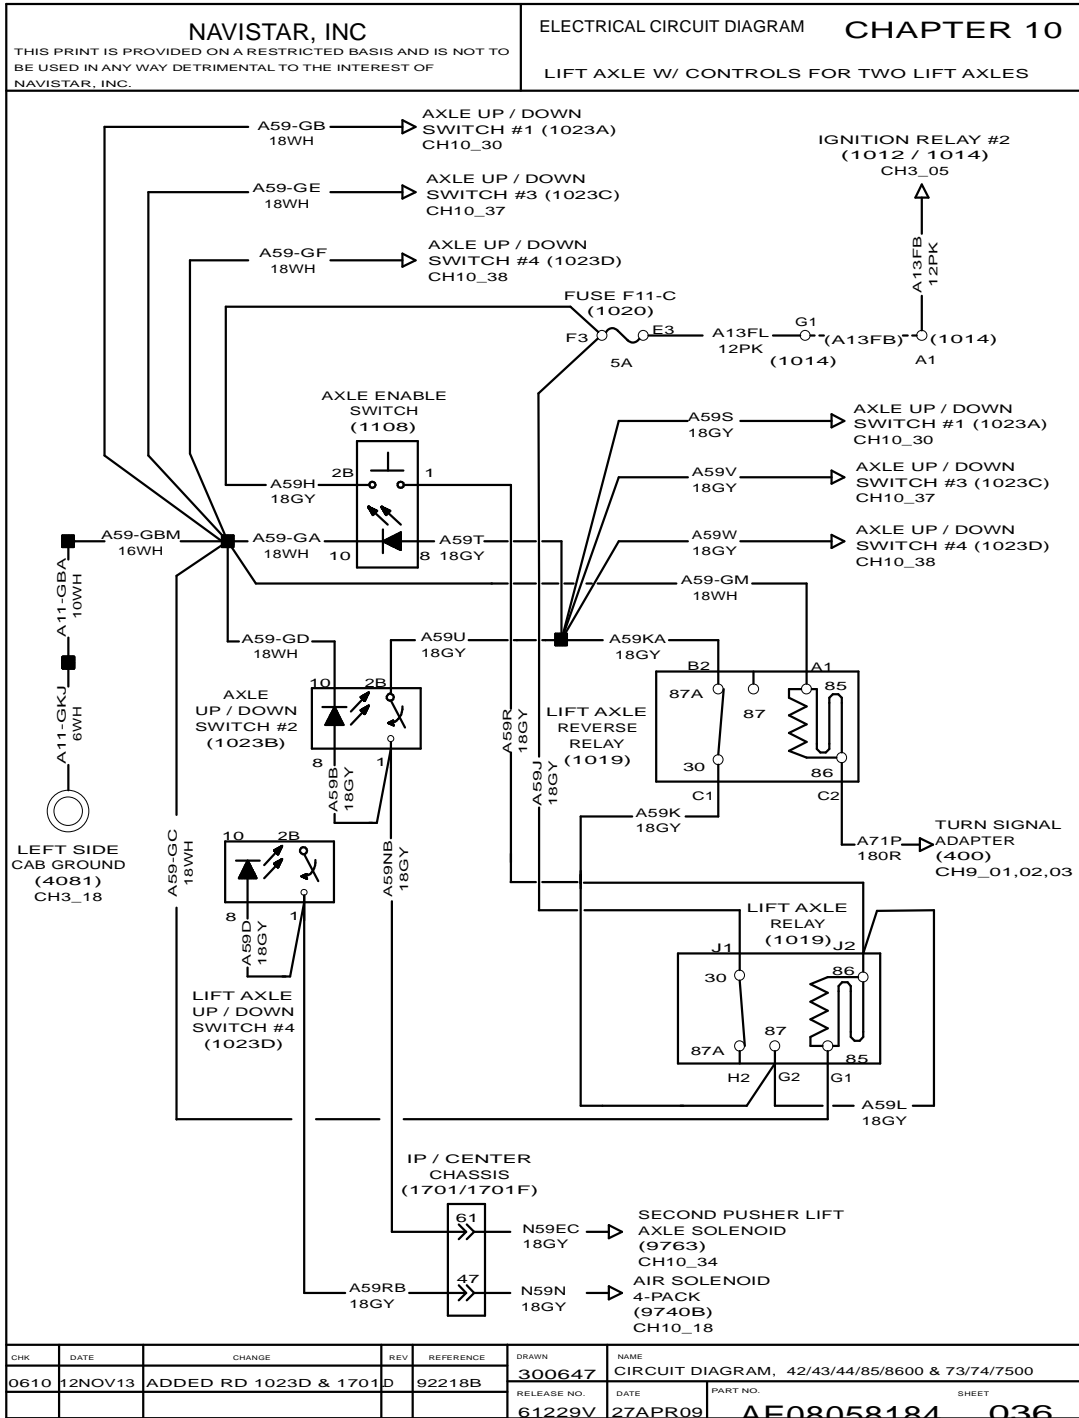 NAVISTAR, INC
THIS PRINT IS PROVIDED ON A RESTRICTED BASIS AND IS NOT TO
BE USED IN ANY WAY DETRIMENTAL TO THE INTEREST OF
NAVISTAR, INC.
ELECTRICAL CIRCUIT DIAGRAM
CHAPTER 10
LIFT AXLE W/ CONTROLS FOR TWO LIFT AXLES
A59-GB
18WH
AXLE UP / DOWN
SWITCH #1 (1023A)
CH10_30
A59-GE
18WH
AXLE UP / DOWN
SWITCH #3 (1023C)
CH10_37
A59-GF
18WH
AXLE UP / DOWN
SWITCH #4 (1023D)
CH10_38
IGNITION RELAY #2
(1012 / 1014)
CH3_05
A13FB
12PK
FUSE F11-C
(1020)
F3
E3
5A
A13FL
12PK
G1
(1014)
(A13FB)
(1014)
A1
AXLE ENABLE
SWITCH
(1108)
2B
1
A59H
18GY
10
8
A59-GA
18WH
A59T
18GY
A59S
18GY
AXLE UP / DOWN
SWITCH #1 (1023A)
CH10_30
A59V
18GY
AXLE UP / DOWN
SWITCH #3 (1023C)
CH10_37
A59W
18GY
AXLE UP / DOWN
SWITCH #4 (1023D)
CH10_38
A59-GBM
16WH
A11-GBA
10WH
A11-GKJ
6WH
LEFT SIDE
CAB GROUND
(4081)
CH3_18
A59-GM
18WH
A59-GD
18WH
A59U
18GY
A59KA
18GY
AXLE
UP / DOWN
SWITCH #2
(1023B)
10
2B
8
1
A59B
18GY
A59R
18GY
A59J
18GY
LIFT AXLE
REVERSE
RELAY
(1019)
B2
A1
87A
87
85
30
86
C1
C2
A59K
18GY
A71P
180R
TURN SIGNAL
ADAPTER
(400)
CH9_01,02,03
A59-GC
18WH
10
2B
8
1
A59D
18GY
A59NB
18GY
LIFT AXLE
UP / DOWN
SWITCH #4
(1023D)
LIFT AXLE
RELAY
(1019)
J1
J2
30
86
87
87A
85
H2
G2
G1
A59L
18GY
IP / CENTER
CHASSIS
(1701/1701F)
61
N59EC
18GY
SECOND PUSHER LIFT
AXLE SOLENOID
(9763)
CH10_34
A59RB
18GY
47
N59N
18GY
AIR SOLENOID
4-PACK
(9740B)
CH10_18
CHK
DATE
CHANGE
REV
REFERENCE
0610
12NOV13
ADDED RD 1023D & 1701
D
92218B
DRAWN
300647
NAME
CIRCUIT DIAGRAM, 42/43/44/85/8600 & 73/74/7500
RELEASE NO.
61229V
DATE
27APR09
PART NO.
AE08058184
SHEET
036